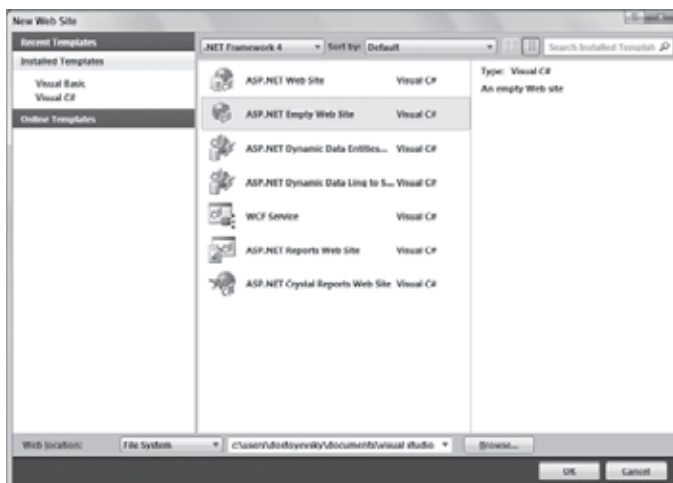 New Web Site
Recent Templates
.NET Framework 4
Sort by: Default
Search Installed Templat
Installed Templates
Visual Basic
Visual C#
Online Templates
ASP.NET Web Site Visual C#
ASP.NET Empty Web Site Visual C#
ASP.NET Dynamic Data Entities... Visual C#
ASP.NET Dynamic Data Linq to S... Visual C#
WCF Service Visual C#
ASP.NET Reports Web Site Visual C#
ASP.NET Crystal Reports Web Site Visual C#
Type: Visual C#
An empty Web site
Web location: File System c:\users\dostoyevsky\documents\visual studio Browse...
OK Cancel